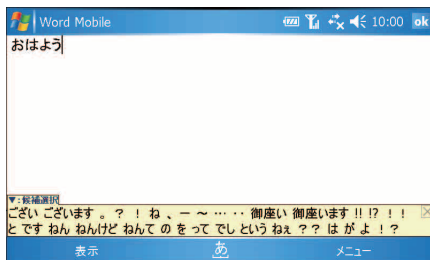 Word Mobile 10:00 ok
おはよう
▼:候補選択
ござい ございます 。 ? ! ね 、 ー ～ … ‥ 御座い 御座います !! !? ！ ！
と です ねん ねんけど ねんて の を って でし という ねぇ ? ? は が よ ! ?
表示 あ メニュー